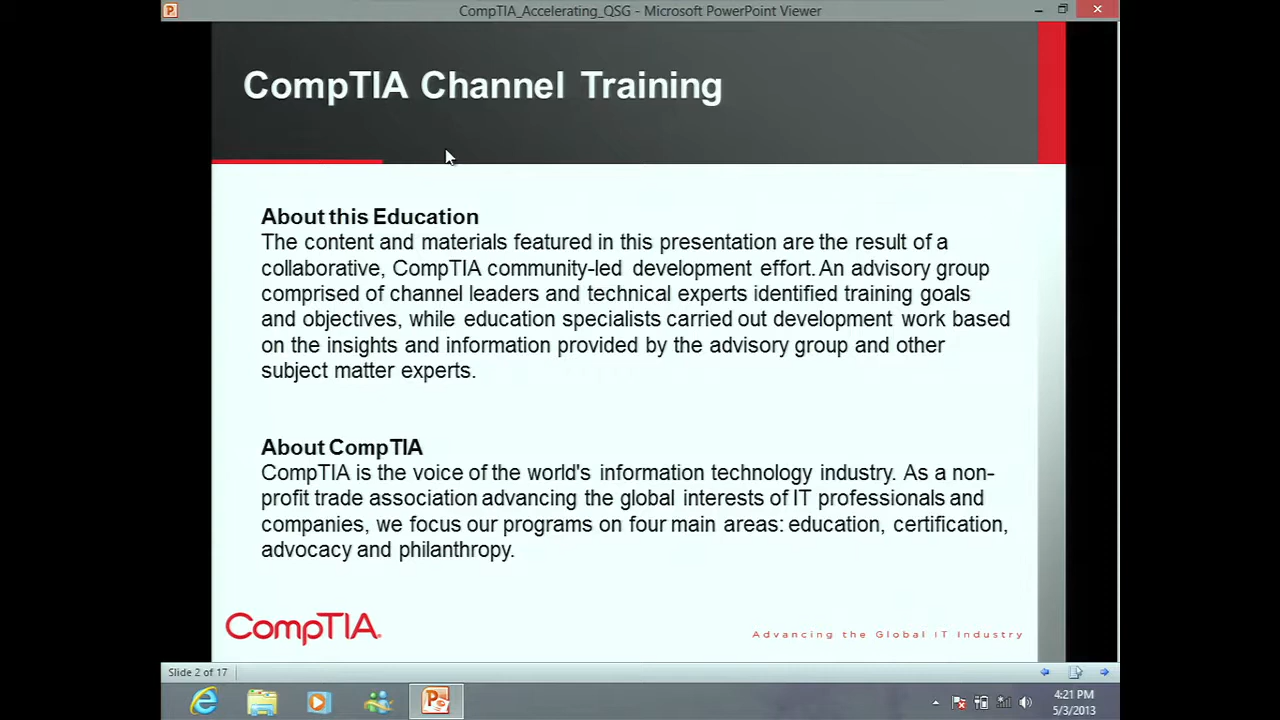 CompTIA_Accelerating_QSG - Microsoft PowerPoint Viewer
CompTIA Channel Training
About this Education
The content and materials featured in this presentation are the result of a
collaborative, CompTIA community-led development effort. An advisory group
comprised of channel leaders and technical experts identified training goals
and objectives, while education specialists carried out development work based
on the insights and information provided by the advisory group and other
subject matter experts.
About CompTIA
CompTIA is the voice of the world's information technology industry. As a non-
profit trade association advancing the global interests of IT professionals and
companies, we focus our programs on four main areas: education, certification,
advocacy and philanthropy.
CompTIA®
Advancing the Global IT Industry
Slide 2 of 17
4:21 PM
5/3/2013